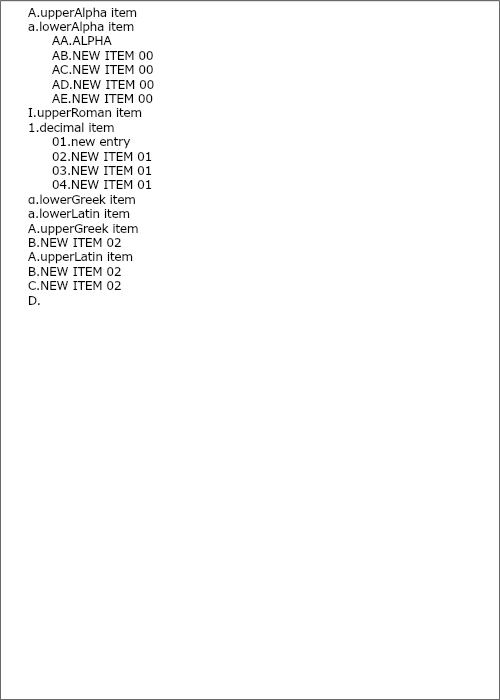 A.upperAlpha item
a.lowerAlpha item
AA.ALPHA
AB.NEW ITEM 00
AC.NEW ITEM 00
AD.NEW ITEM 00
AE.NEW ITEM 00
I.upperRoman item
1.decimal item
01.new entry
02.NEW ITEM 01
03.NEW ITEM 01
04.NEW ITEM 01
α.lowerGreek item
a.lowerLatin item
Α.upperGreek item
Β.NEW ITEM 02
A.upperLatin item
B.NEW ITEM 02
C.NEW ITEM 02
D.